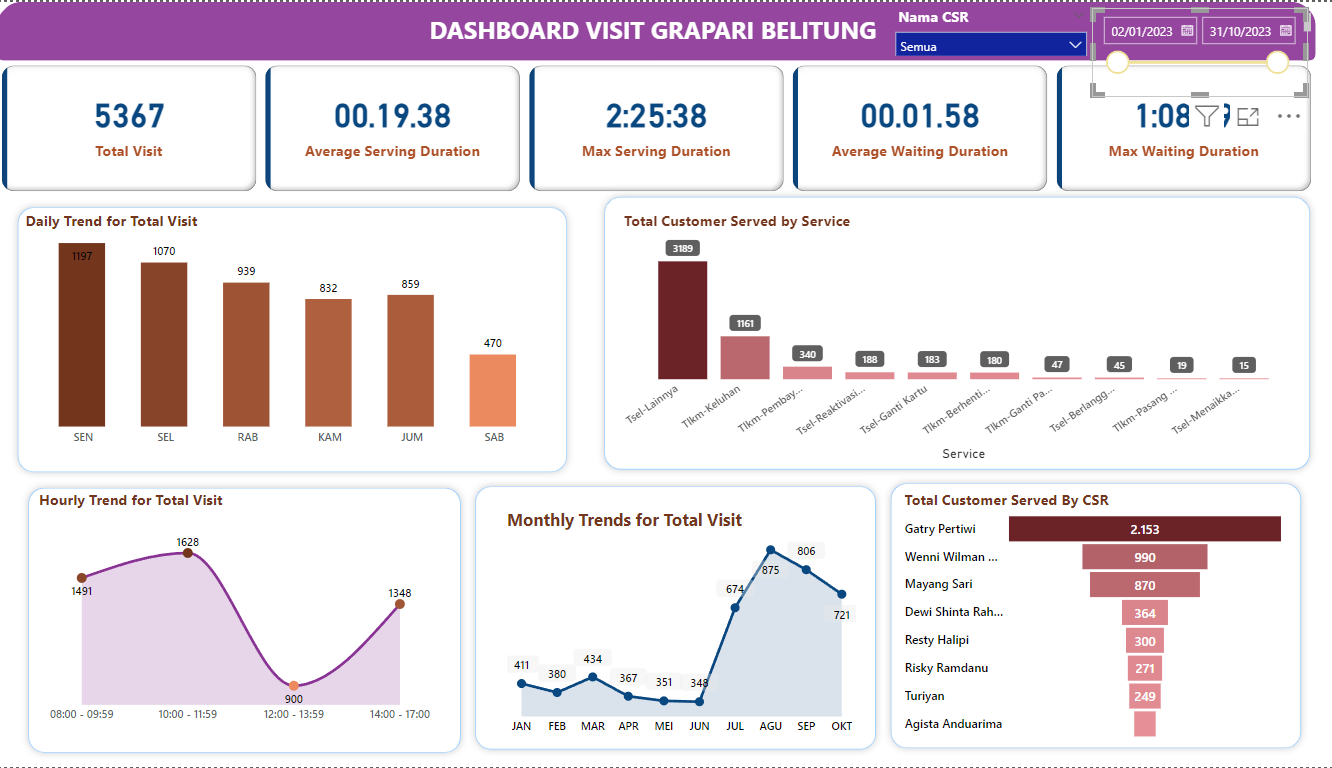 DASHBOARD VISIT GRAPARI BELITUNG
Nama CSR
Semua
02/01/2023
31/10/2023
5367
Total Visit
00.19.38
Average Serving Duration
2:25:38
Max Serving Duration
00.01.58
Average Waiting Duration
1:08
Max Waiting Duration
Daily Trend for Total Visit
1197
1070
939
832
859
470
SEN
SEL
RAB
KAM
JUM
SAB
Total Customer Served by Service
3189
1161
340
188
183
180
47
45
19
15
Tsel-Lainnya
Tlkm-Keluhan
Tlkm-Pembay...
Tsel-Reaktivasi...
Tsel-Ganti Kartu
Tlkm-Berhenti...
Tlkm-Ganti Pa...
Tsel-Berlangg...
Tlkm-Pasang ...
Tsel-Menaikka...
Service
Hourly Trend for Total Visit
1491
1628
900
1348
08:00 - 09:59
10:00 - 11:59
12:00 - 13:59
14:00 - 17:00
Monthly Trends for Total Visit
411
380
434
367
351
348
674
875
806
721
JAN
FEB
MAR
APR
MEI
JUN
JUL
AGU
SEP
OKT
Total Customer Served By CSR
Gatry Pertiwi
2.153
Wenni Wilman ...
990
Mayang Sari
870
Dewi Shinta Rah...
364
Resty Halipi
300
Risky Ramdanu
271
Turiyan
249
Agista Anduarima